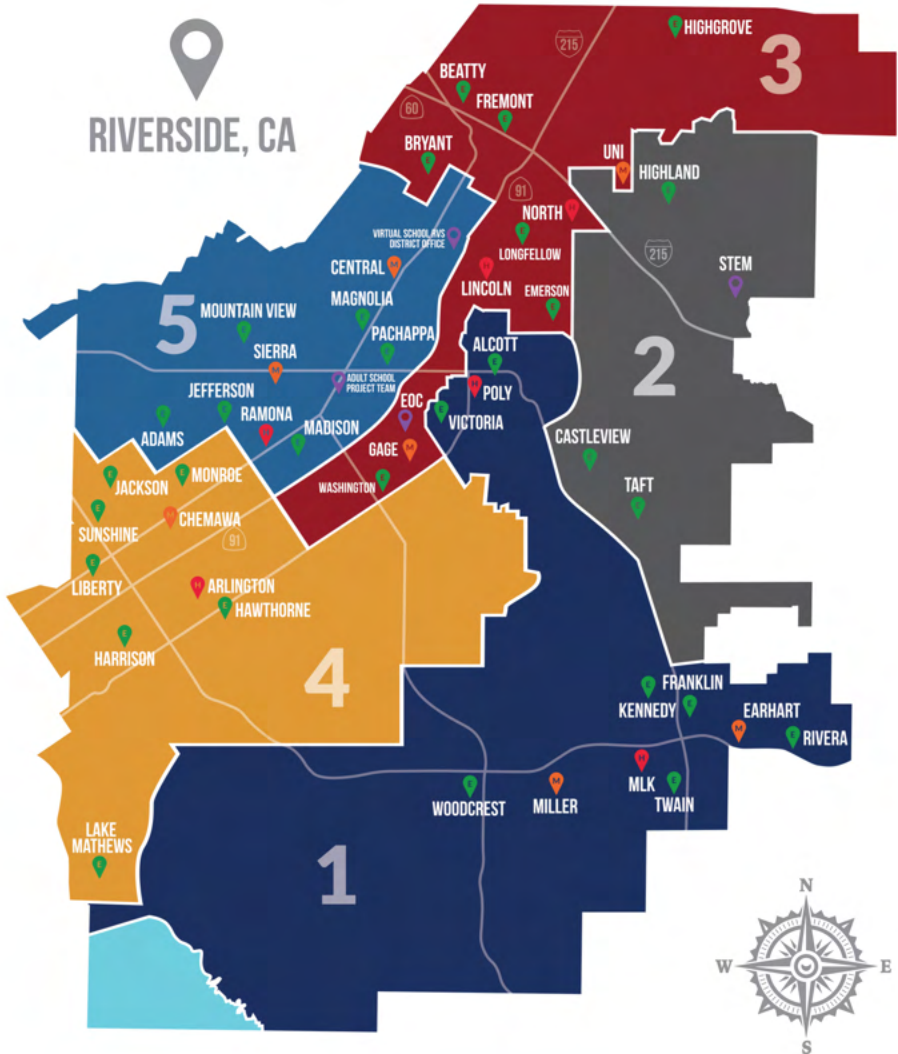 RIVERSIDE, CA
3
HIGHGROVE
215
BEATTY
FREMONT
60
BRYANT
UNI
M
HIGHLAND
91
NORTH
H
LONGFELLOW
LINCOLN
H
EMERSON
215
STEM
2
CASTLEVIEW
TAFT
VIRTUAL SCHOOL RVS
DISTRICT OFFICE
CENTRAL
M
MAGNOLIA
5
MOUNTAIN VIEW
PACHAPPA
SIERRA
M
ADULT SCHOOL
PROJECT TEAM
JEFFERSON
RAMONA
MADISON
ADAMS
ALCOTT
E
POLY
H
EOC
VICTORIA
E
GAGE
M
WASHINGTON
E
JACKSON
E
MONROE
E
SUNSHINE
E
CHEMAWA
M
91
LIBERTY
E
ARLINGTON
H
HAWTHORNE
E
HARRISON
E
4
LAKE
MATHEWS
E
FRANKLIN
E
KENNEDY
E
EARHART
M
RIVERA
E
WOODCREST
E
MILLER
M
MLK
H
TWAIN
E
1
N
W
E
S